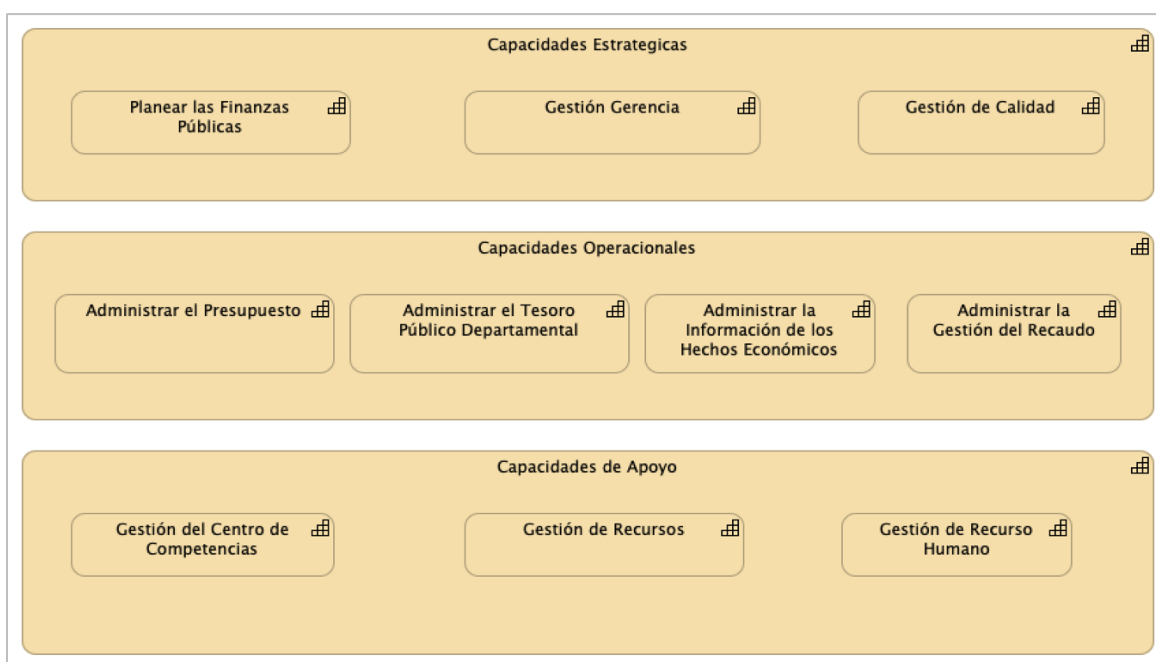 Capacidades Estrategicas
Planear las Finanzas
Públicas
Gestión Gerencia
Gestión de Calidad
Capacidades Operacionales
Administrar el Presupuesto
Administrar el Tesoro
Público Departamental
Administrar la
Información de los
Hechos Económicos
Administrar la
Gestión del Recaudo
Capacidades de Apoyo
Gestión del Centro de
Competencias
Gestión de Recursos
Gestión de Recurso
Humano